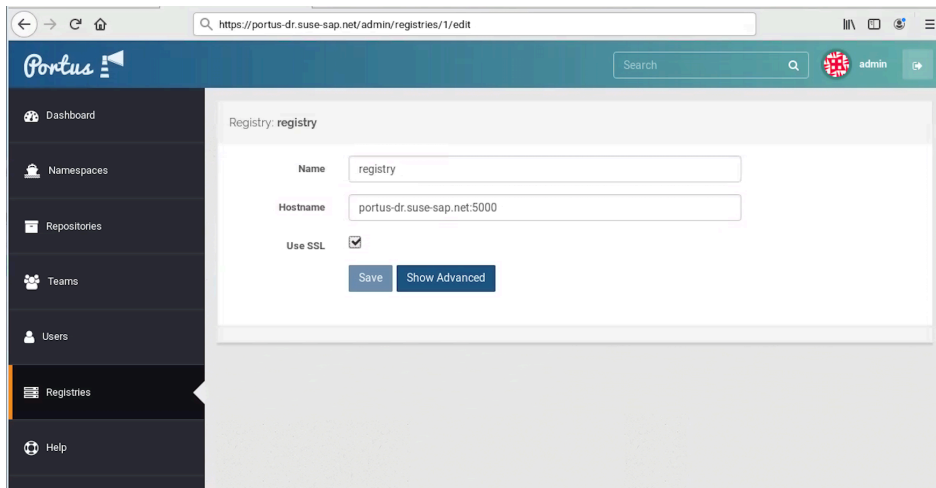 https://portus-dr.suse-sap.net/admin/registries/1/edit
Portus
Search
admin
Dashboard
Namespaces
Repositories
Teams
Users
Registries
Help
Registry: registry
Name
registry
Hostname
portus-dr.suse-sap.net:5000
Use SSL
Save Show Advanced